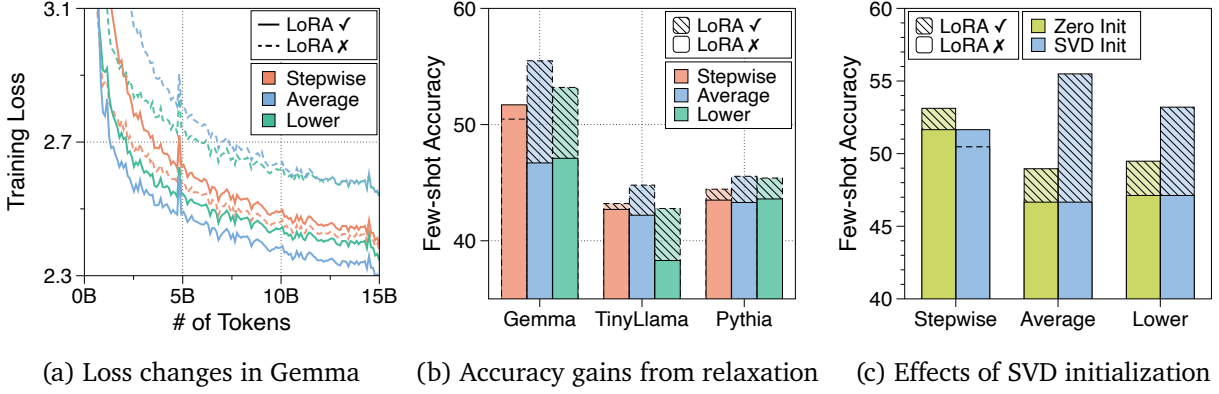 3.1
2.7
2.3
Training Loss
LoRA ✓
LoRA ✗
Stepwise
Average
Lower
0B
5B
10B
15B
# of Tokens
(a) Loss changes in Gemma
60
50
40
Few-shot Accuracy
LoRA ✓
LoRA ✗
Stepwise
Average
Lower
Gemma
TinyLlama
Pythia
(b) Accuracy gains from relaxation
60
55
50
45
40
Few-shot Accuracy
LoRA ✓
LoRA ✗
Zero Init
SVD Init
Stepwise
Average
Lower
(c) Effects of SVD initialization